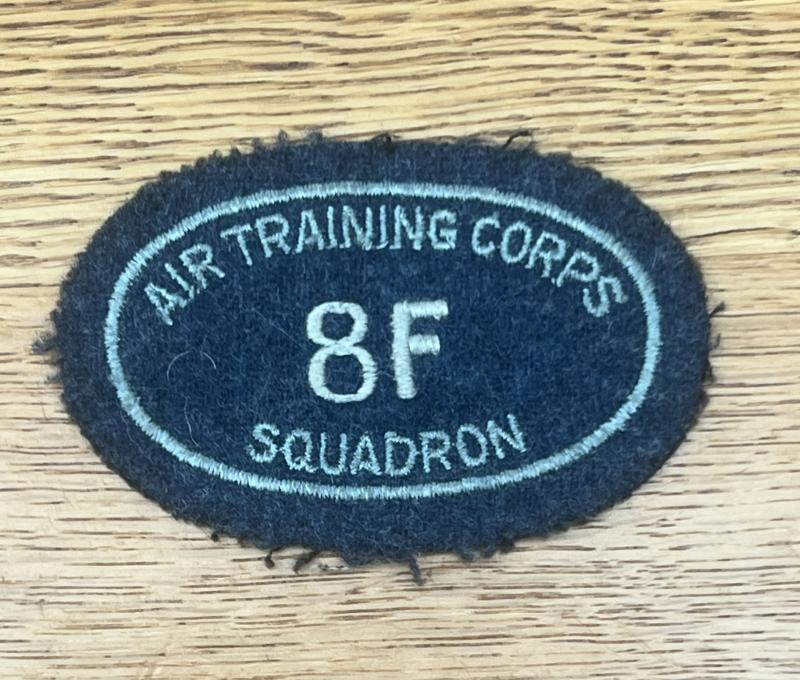 AIR TRAINING CORPS
8F
SQUADRON